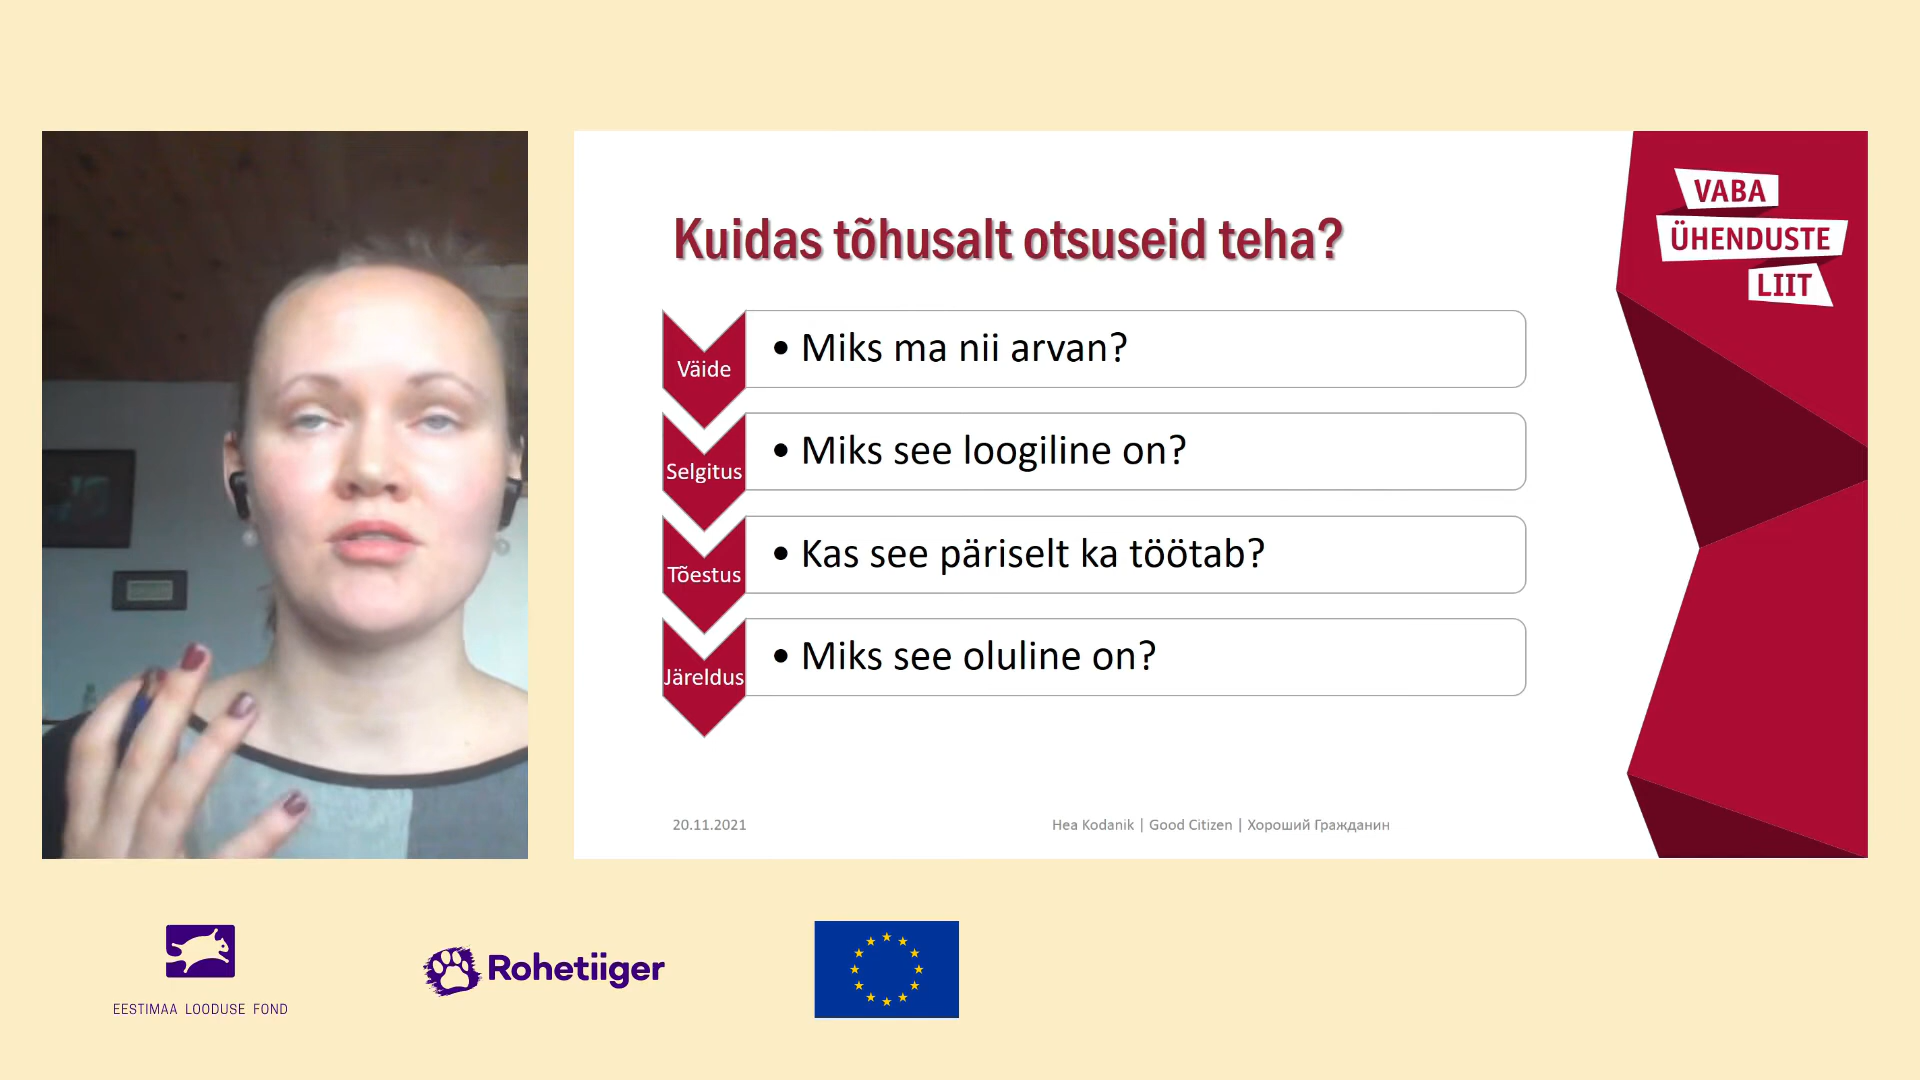 VABA
ÜHENDUSTE
LIIT
Kuidas tõhusalt otsuseid teha?
Väide
• Miks ma nii arvan?
Selgitus
• Miks see loogiline on?
Tõestus
• Kas see päriselt ka töötab?
Järeldus
• Miks see oluline on?
20.11.2021
Hea Kodanik | Good Citizen | Хороший Гражданин
EESTIMAA LOODUSE FOND
Rohetiiger